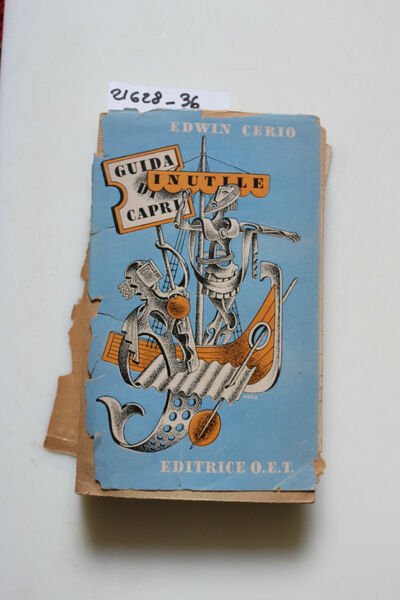 21628-36
EDWIN CERIO
GUIDA
INUTILE
DI
CAPRI
EDITRICE O.E.T.